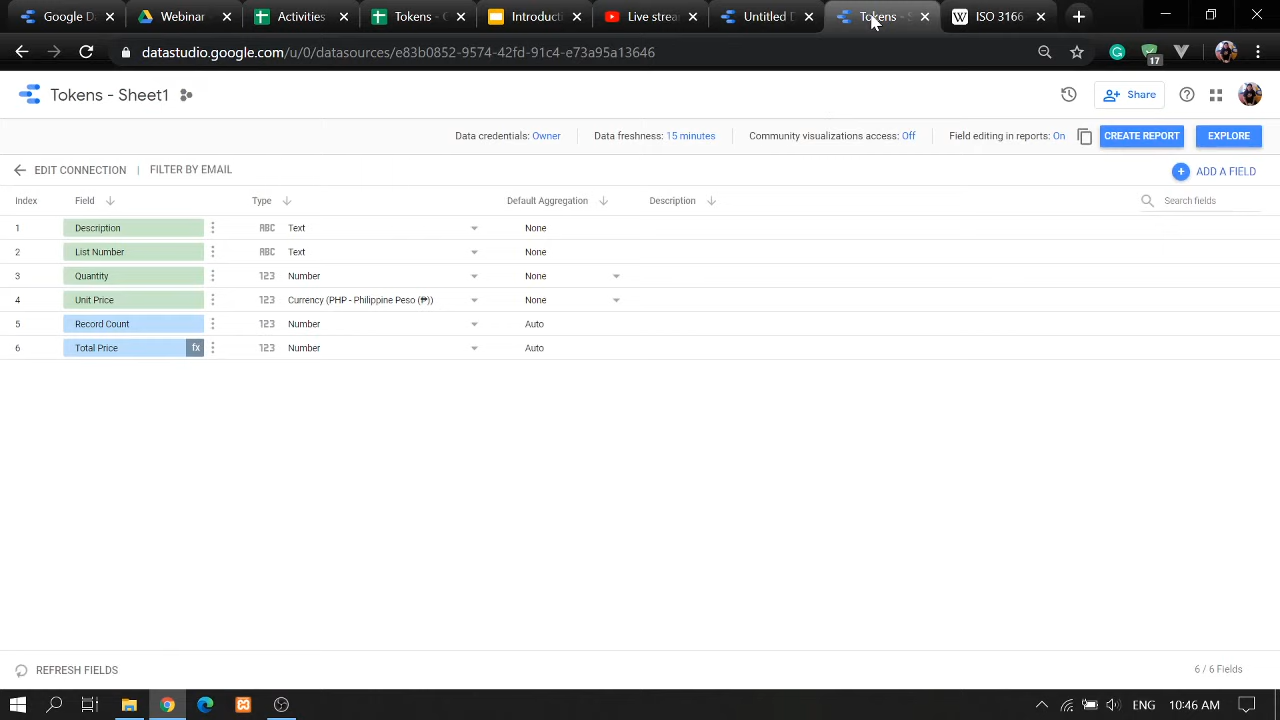 Google Da
Webinar
Activities
Tokens - G
Introducti
Live strea
Untitled D
Tokens - S
ISO 3166
datastudio.google.com/u/0/datasources/e83b0852-9574-42fd-91c4-e73a95a13646
17
Tokens - Sheet1
Share
Data credentials: Owner
Data freshness: 15 minutes
Community visualizations access: Off
Field editing in reports: On
CREATE REPORT
EXPLORE
EDIT CONNECTION | FILTER BY EMAIL
ADD A FIELD
Index Field Type Default Aggregation Description Search fields
1 Description ABC Text None
2 List Number ABC Text None
3 Quantity 123 Number None
4 Unit Price 123 Currency (PHP - Philippine Peso (₱)) None
5 Record Count 123 Number Auto
6 Total Price fx 123 Number Auto
REFRESH FIELDS
6 / 6 Fields
ENG 10:46 AM